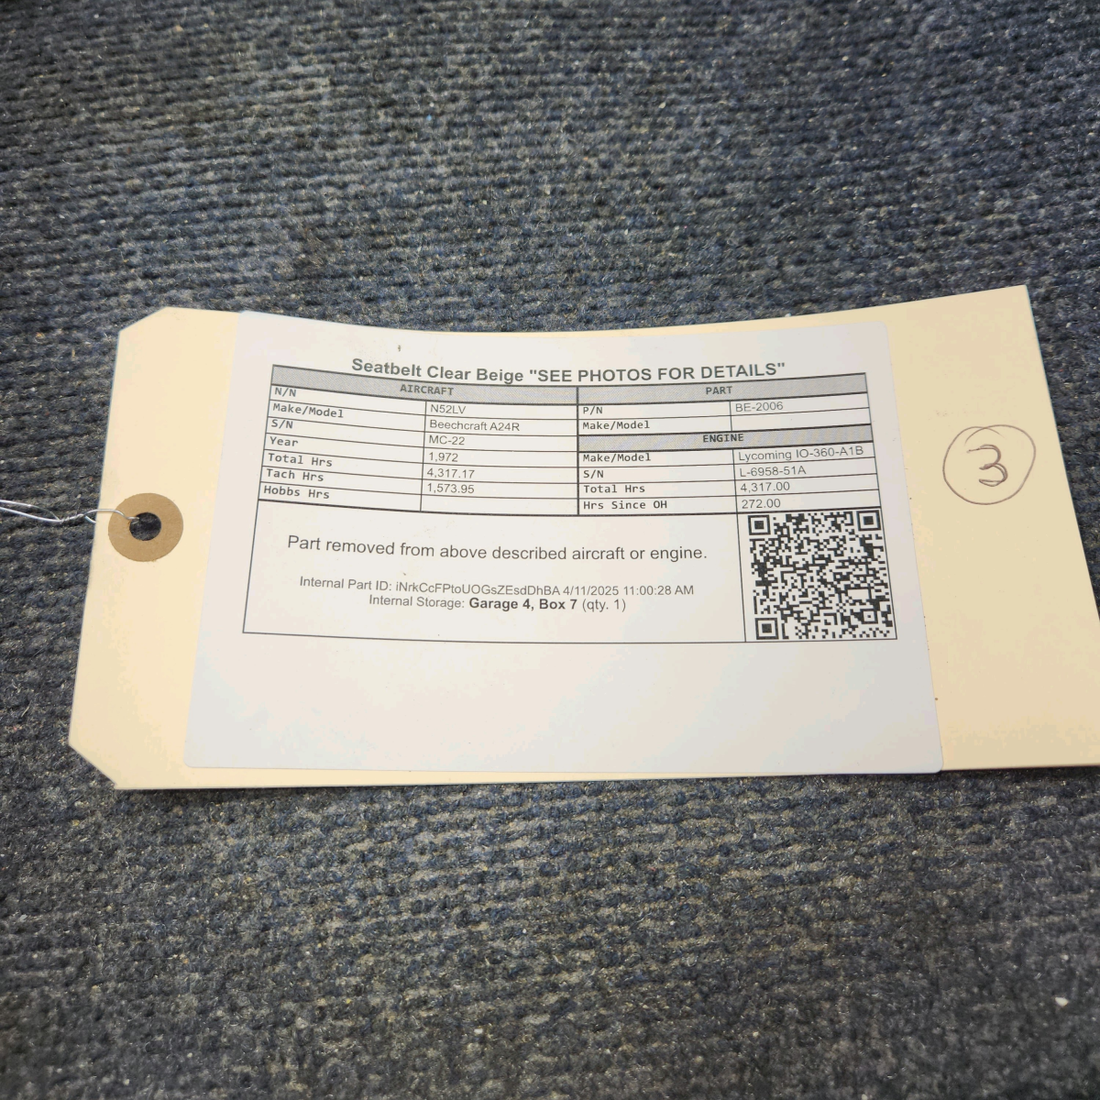 Seatbelt Clear Beige "SEE PHOTOS FOR DETAILS"
AIRCRAFT PART
N/N N52LV P/N BE-2006
Make/Model Beechcraft A24R Make/Model
S/N MC-22 ENGINE
Year 1,972 Make/Model Lycoming IO-360-A1B
Total Hrs 4,317.17 S/N L-6958-51A
Tach Hrs 1,573.95 Total Hrs 4,317.00
Hobbs Hrs Hrs Since OH 272.00
Part removed from above described aircraft or engine.
Internal Part ID: iNrkCcFPtoUOGsZEsdDhBA 4/11/2025 11:00:28 AM
Internal Storage: Garage 4, Box 7 (qty. 1)
3